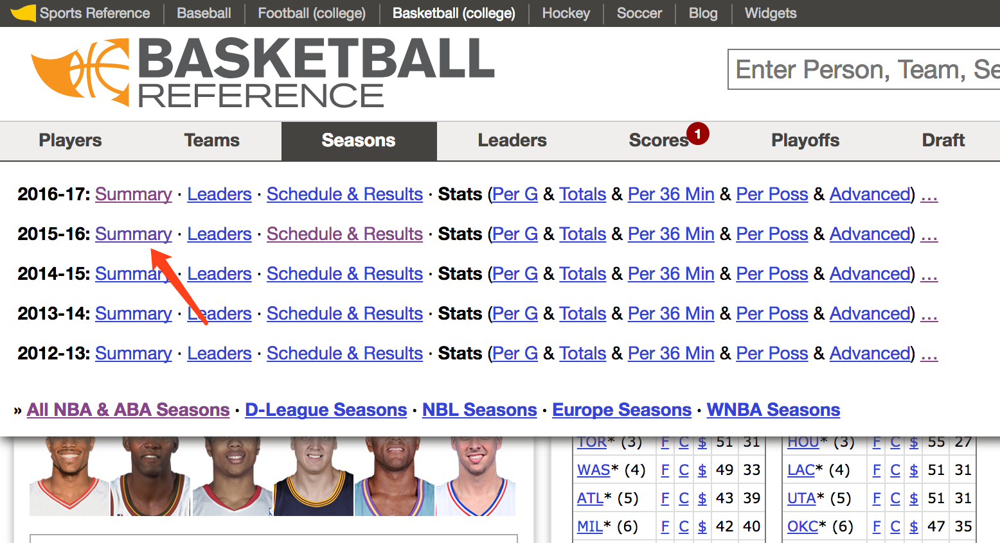 Sports Reference Baseball Football (college) Basketball (college) Hockey Soccer Blog Widgets
BASKETBALL
REFERENCE
Enter Person, Team, Se
Players Teams Seasons Leaders Scores 1 Playoffs Draft
2016-17: Summary · Leaders · Schedule & Results · Stats (Per G & Totals & Per 36 Min & Per Poss & Advanced) ...
2015-16: Summary · Leaders · Schedule & Results · Stats (Per G & Totals & Per 36 Min & Per Poss & Advanced) ...
2014-15: Summary · Leaders · Schedule & Results · Stats (Per G & Totals & Per 36 Min & Per Poss & Advanced) ...
2013-14: Summary · Leaders · Schedule & Results · Stats (Per G & Totals & Per 36 Min & Per Poss & Advanced) ...
2012-13: Summary · Leaders · Schedule & Results · Stats (Per G & Totals & Per 36 Min & Per Poss & Advanced) ...
» All NBA & ABA Seasons · D-League Seasons · NBL Seasons · Europe Seasons · WNBA Seasons
TOR* (3) F C $ 51 31 HOU* (3) F C $ 55 27
WAS* (4) F C $ 49 33 LAC* (4) F C $ 51 31
ATL* (5) F C $ 43 39 UTA* (5) F C $ 51 31
MIL* (6) F C $ 42 40 OKC* (6) F C $ 47 35